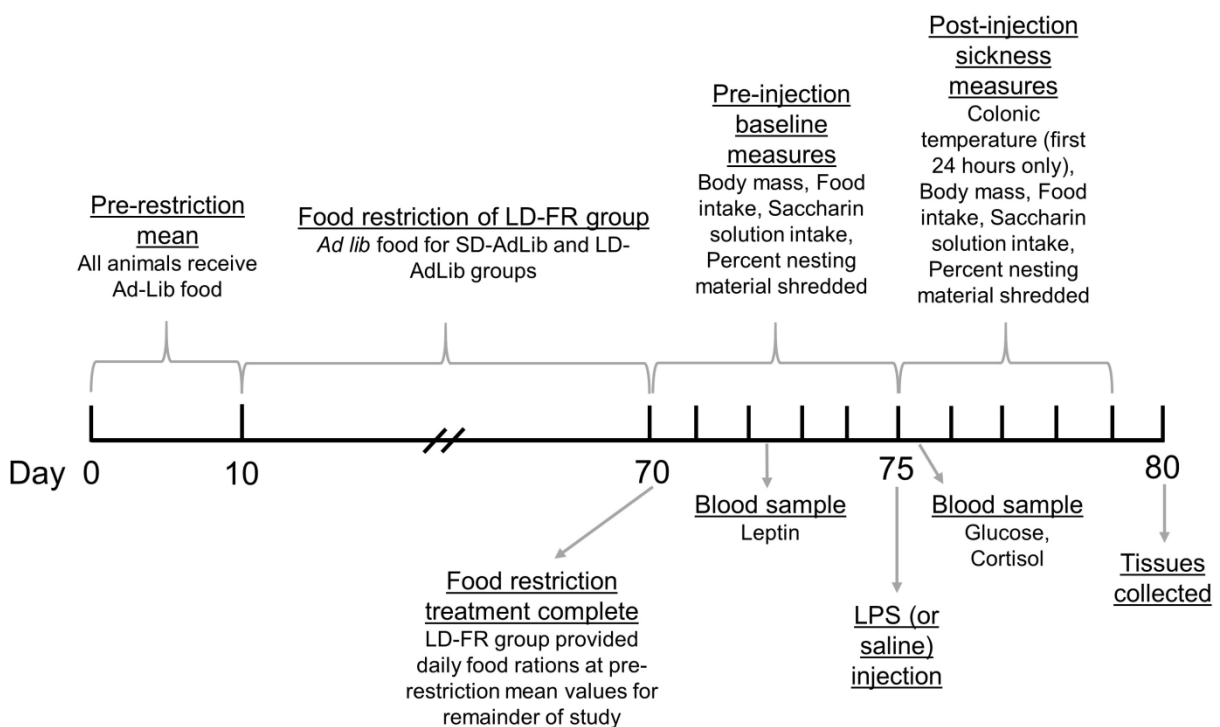 Pre-restriction
mean
All animals receive
Ad-Lib food
Food restriction of LD-FR group
Ad lib food for SD-AdLib and LD-
AdLib groups
Pre-injection
baseline
measures
Body mass, Food
intake, Saccharin
solution intake,
Percent nesting
material shredded
Post-injection
sickness
measures
Colonic
temperature (first
24 hours only),
Body mass, Food
intake, Saccharin
solution intake,
Percent nesting
material shredded
Day 0 10 70 75 80
Food restriction
treatment complete
LD-FR group provided
daily food rations at pre-
restriction mean values for
remainder of study
Blood sample
Leptin
LPS (or
saline)
injection
Blood sample
Glucose,
Cortisol
Tissues
collected